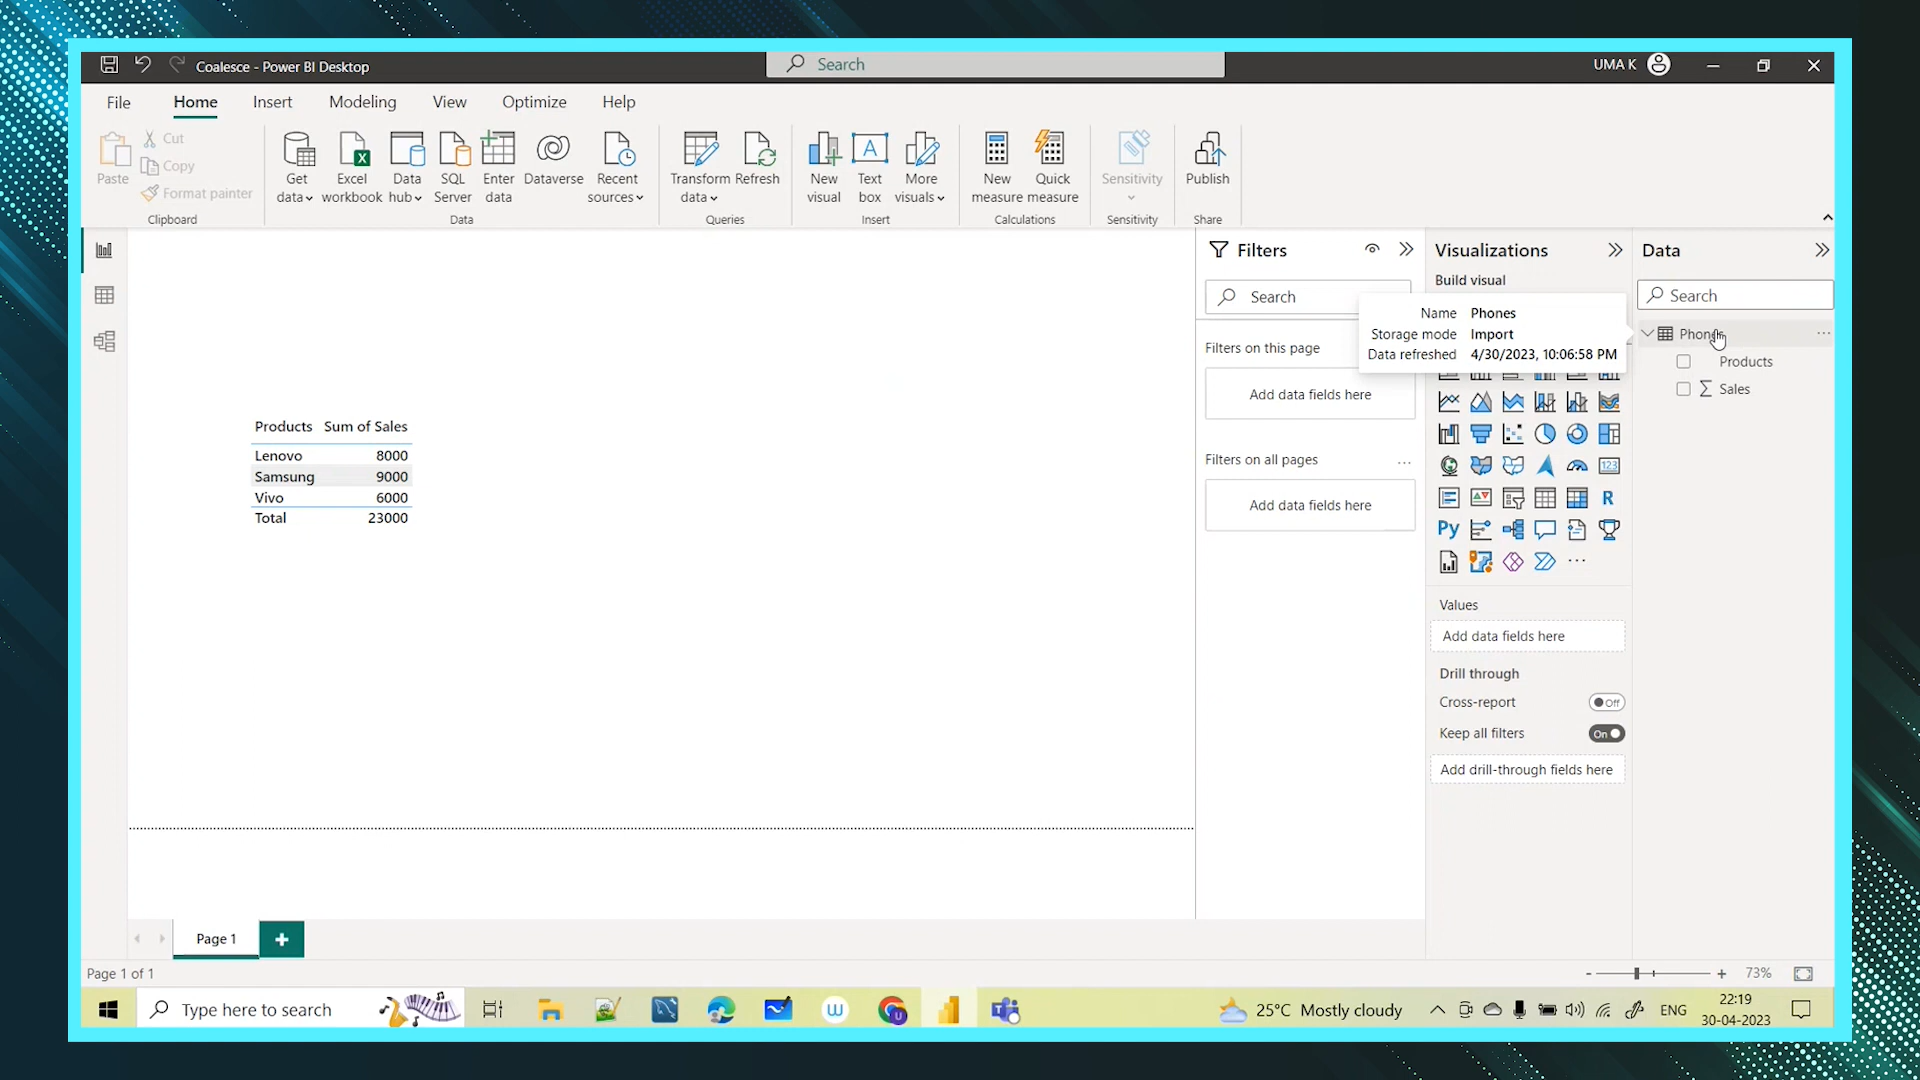 Coalesce - Power BI Desktop
Search
UMA K
File
Home
Insert
Modeling
View
Optimize
Help
Paste
Cut
Copy
Format painter
Clipboard
Get data
Excel workbook
Data hub
SQL Server
Enter data
Dataverse
Recent sources
Data
Transform data
Refresh
Queries
New visual
Text box
More visuals
Insert
New measure
Quick measure
Calculations
Sensitivity
Sensitivity
Publish
Share
Products Sum of Sales
Lenovo 8000
Samsung 9000
Vivo 6000
Total 23000
Filters
Search
Filters on this page
Add data fields here
Filters on all pages
Add data fields here
Visualizations
Build visual
Name Phones
Storage mode Import
Data refreshed 4/30/2023, 10:06:58 PM
123
R
Py
Values
Add data fields here
Drill through
Cross-report
Off
Keep all filters
On
Add drill-through fields here
Data
Search
Phones
Products
Sales
Page 1
Page 1 of 1
73%
Type here to search
25°C Mostly cloudy
ENG
22:19
30-04-2023